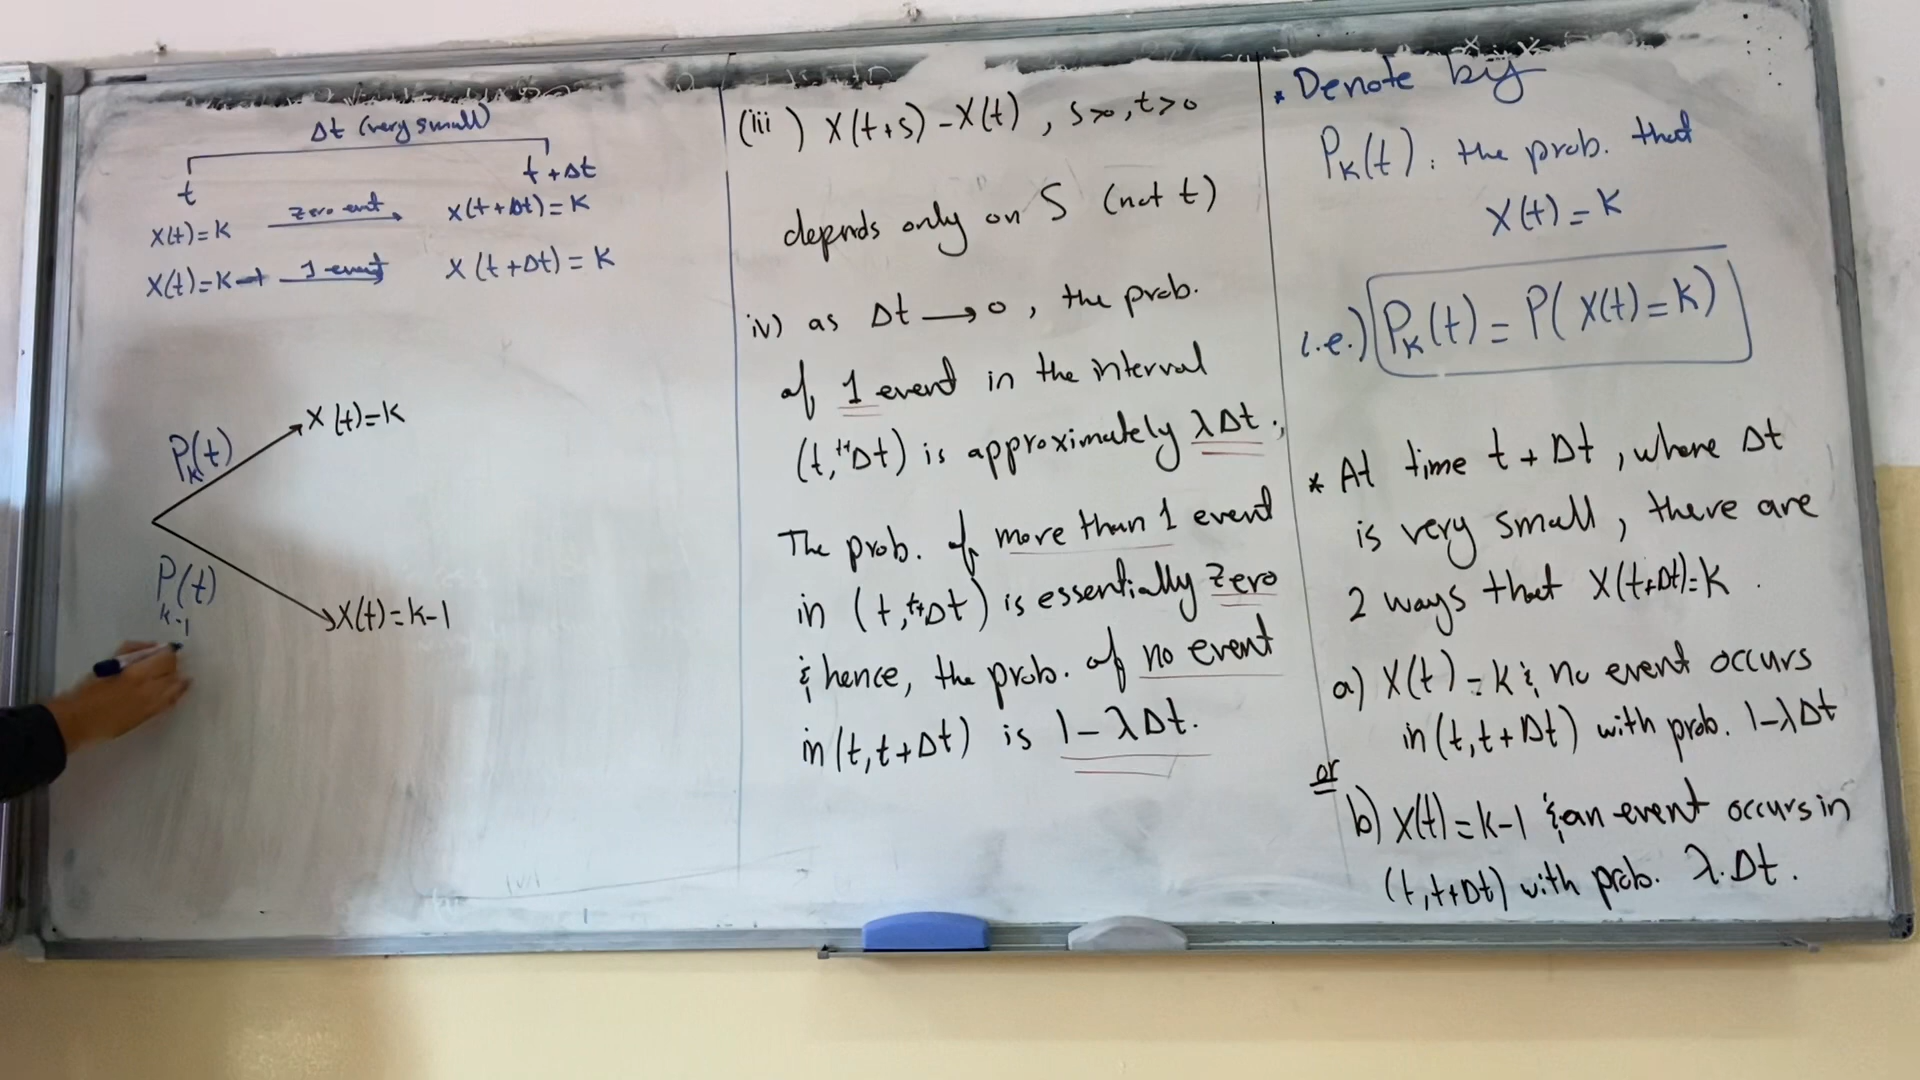 Δt (very small)
t t+Δt
X(t)=K zero event X(t+Δt)=K
X(t)=K-1 1 event X(t+Δt)=K
P_K(t) X(t)=K
P_{K-1}(t) X(t)=K-1
(iii) X(t+s)-X(t), s>0, t>0
depends only on S (not t)
iv) as Δt → 0, the prob.
of 1 event in the interval
(t, t+Δt) is approximately λΔt.,
The prob. of more than 1 event
in (t, t+Δt) is essentially Zero
& hence, the prob. of no event
in (t, t+Δt) is 1-λΔt.
* Denote by
P_K(t): the prob. that
X(t)=K
i.e.) P_K(t)=P(X(t)=K)
* At time t+Δt, where Δt
is very small, there are
2 ways that X(t+Δt)=K.
a) X(t)=K & no event occurs
in (t, t+Δt) with prob. 1-λΔt
or
b) X(t)=K-1 & an event occurs in
(t, t+Δt) with prob. λ.Δt.